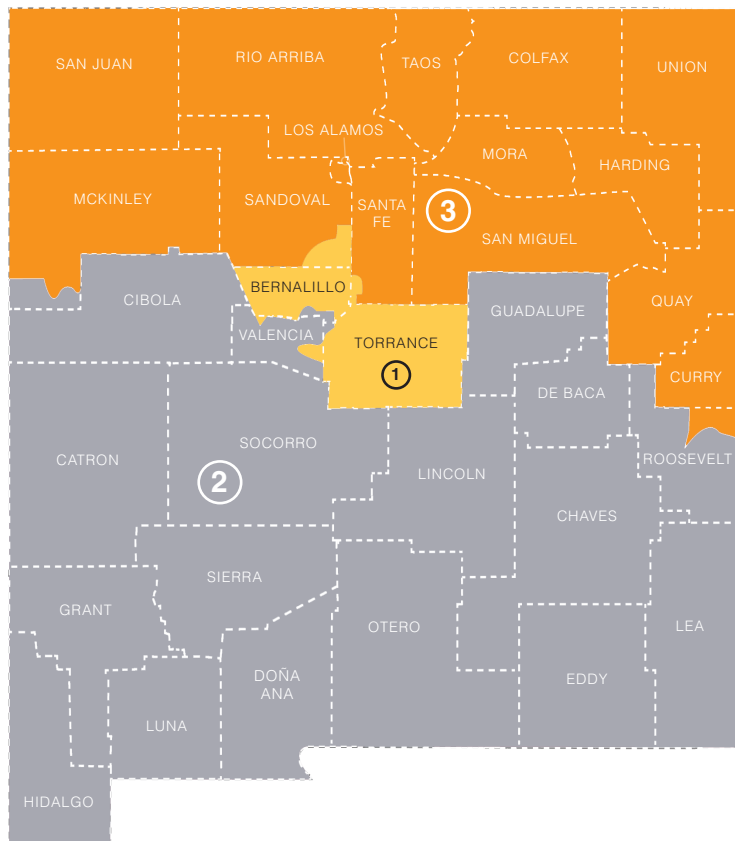 SAN JUAN
RIO ARRIBA
TAOS
COLFAX
UNION
LOS ALAMOS
MORA
HARDING
MCKINLEY
SANDOVAL
SANTA
FE
3
SAN MIGUEL
BERNALILLO
CIBOLA
QUAY
GUADALUPE
VALENCIA
TORRANCE
1
CURRY
DE BACA
SOCORRO
CATRON
2
LINCOLN
ROOSEVELT
CHAVES
SIERRA
GRANT
OTERO
LEA
DOÑA
ANA
EDDY
LUNA
HIDALGO